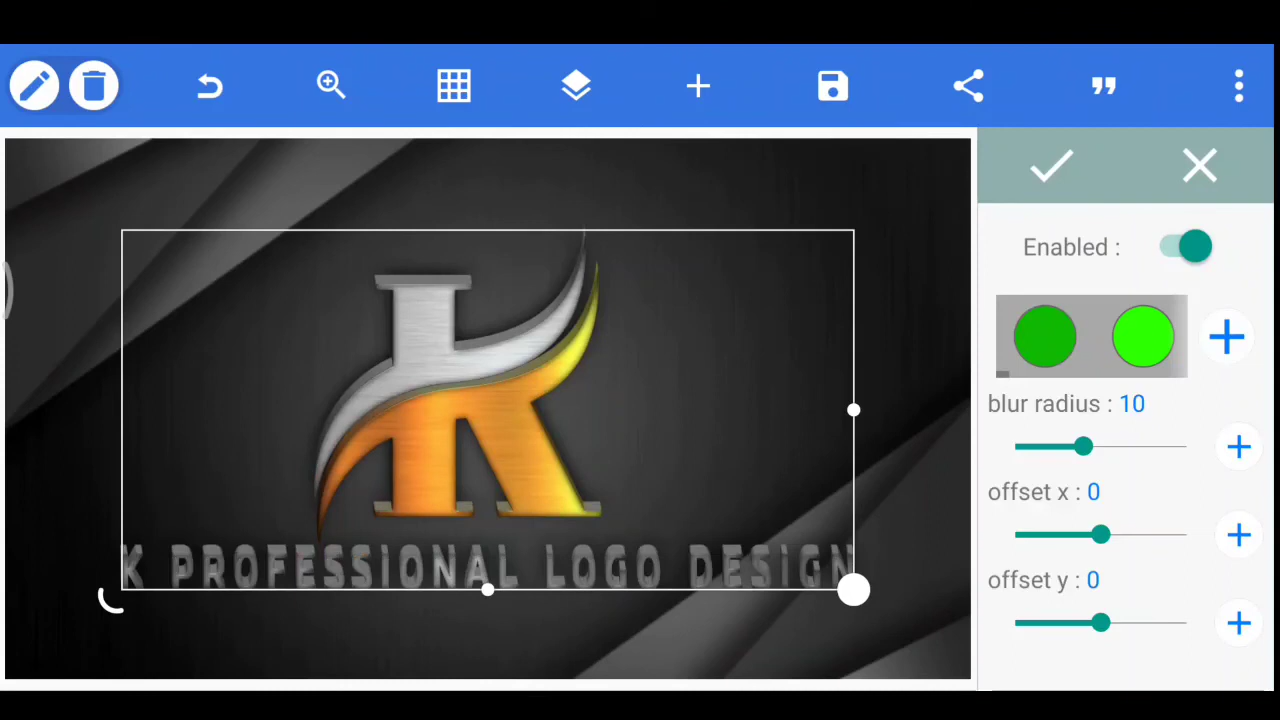 Enabled :
blur radius : 10
offset x : 0
offset y : 0
K
K PROFESSIONAL LOGO DESIGN